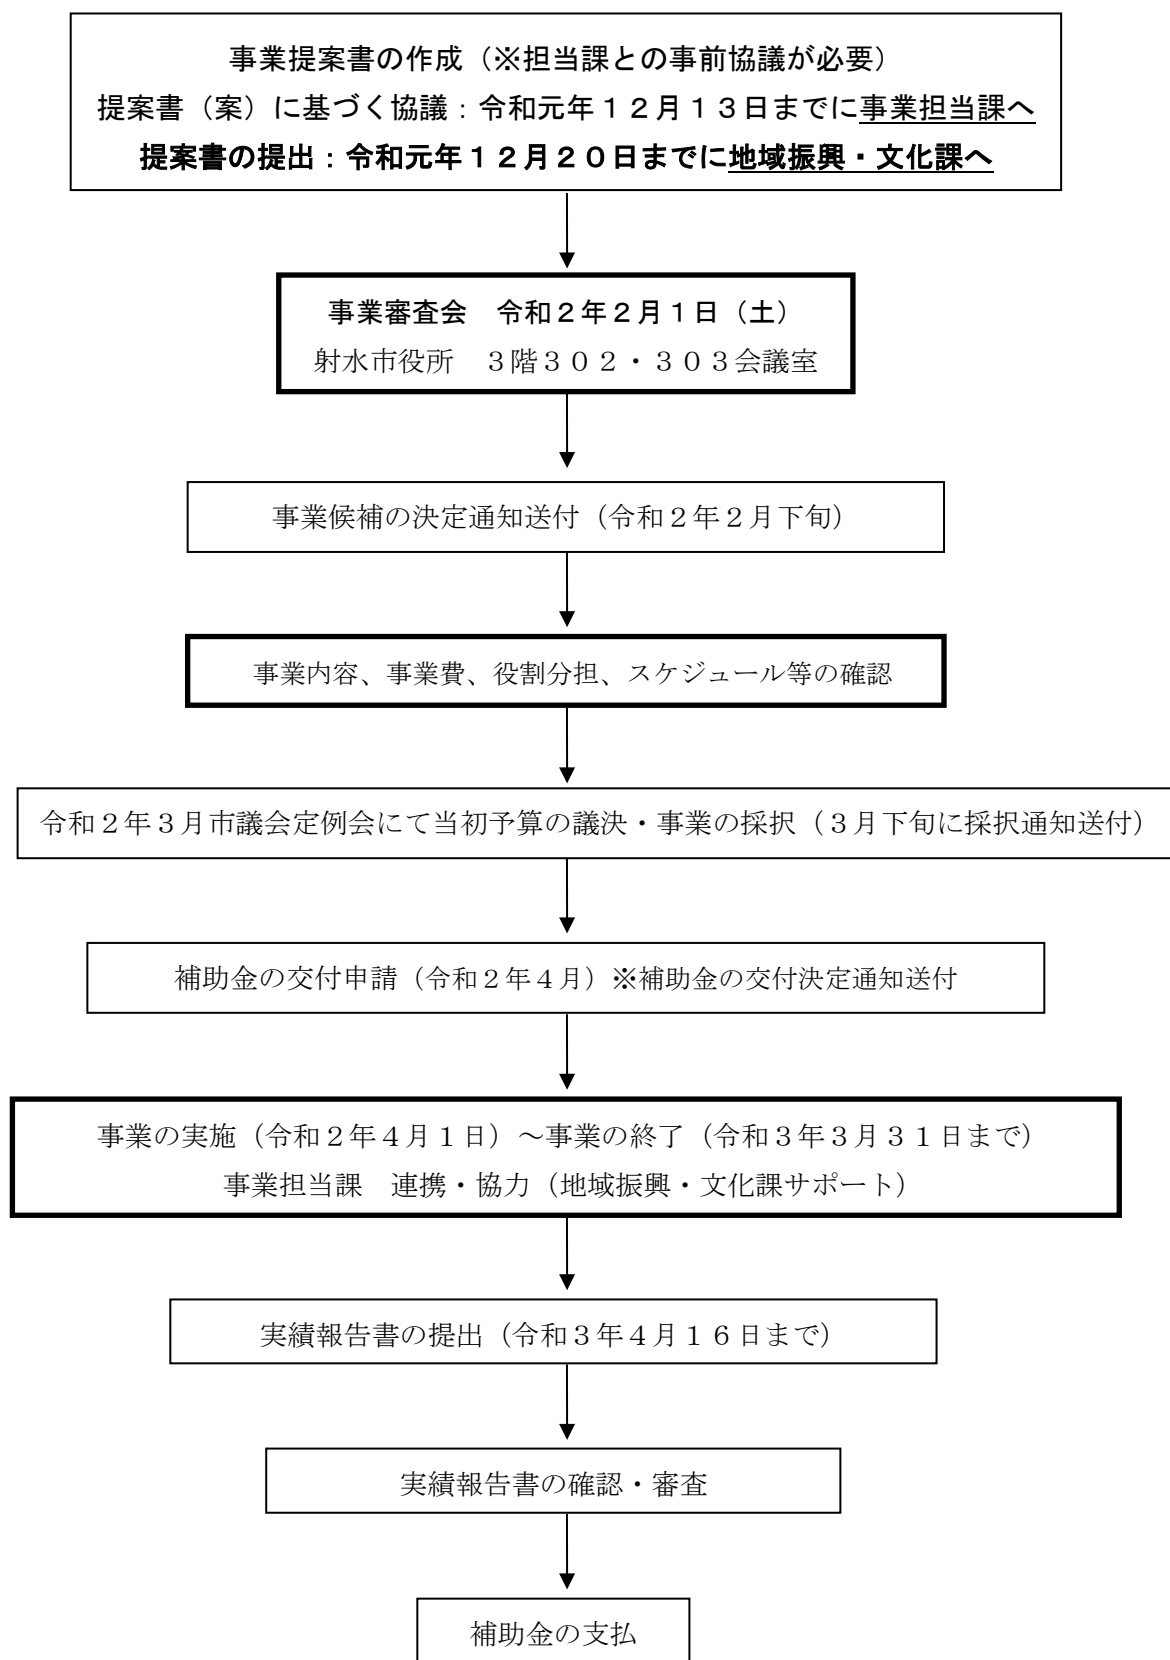 事業提案書の作成（※担当課との事前協議が必要）
提案書（案）に基づく協議：令和元年１２月１３日までに事業担当課へ
提案書の提出：令和元年１２月２０日までに地域振興・文化課へ
事業審査会　令和２年２月１日（土）
射水市役所　３階３０２・３０３会議室
事業候補の決定通知送付（令和２年２月下旬）
事業内容、事業費、役割分担、スケジュール等の確認
令和２年３月市議会定例会にて当初予算の議決・事業の採択（３月下旬に採択通知送付）
補助金の交付申請（令和２年４月）※補助金の交付決定通知送付
事業の実施（令和２年４月１日）～事業の終了（令和３年３月３１日まで）
事業担当課　連携・協力（地域振興・文化課サポート）
実績報告書の提出（令和３年４月１６日まで）
実績報告書の確認・審査
補助金の支払